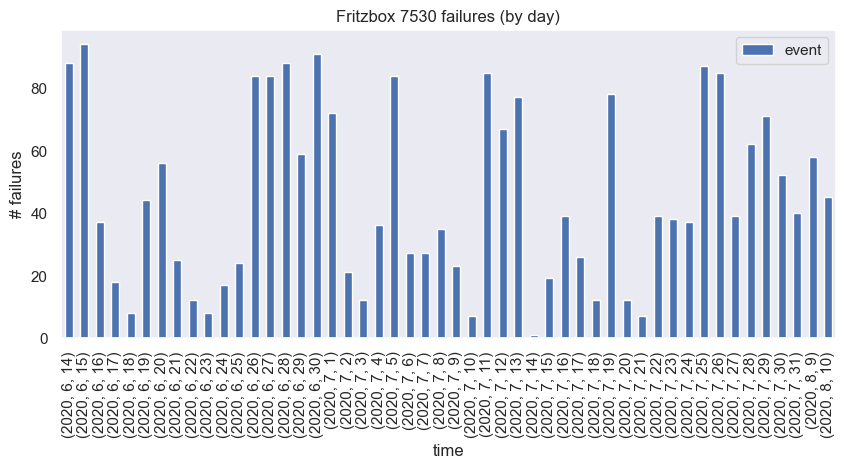 Fritzbox 7530 failures (by day)
event
# failures
80
60
40
20
0
(2020, 6, 14)
(2020, 6, 15)
(2020, 6, 16)
(2020, 6, 17)
(2020, 6, 18)
(2020, 6, 19)
(2020, 6, 20)
(2020, 6, 21)
(2020, 6, 22)
(2020, 6, 23)
(2020, 6, 24)
(2020, 6, 25)
(2020, 6, 26)
(2020, 6, 27)
(2020, 6, 28)
(2020, 6, 29)
(2020, 6, 30)
(2020, 7, 1)
(2020, 7, 2)
(2020, 7, 3)
(2020, 7, 4)
(2020, 7, 5)
(2020, 7, 6)
(2020, 7, 7)
(2020, 7, 8)
(2020, 7, 9)
(2020, 7, 10)
(2020, 7, 11)
(2020, 7, 12)
(2020, 7, 13)
(2020, 7, 14)
(2020, 7, 15)
(2020, 7, 16)
(2020, 7, 17)
(2020, 7, 18)
(2020, 7, 19)
(2020, 7, 20)
(2020, 7, 21)
(2020, 7, 22)
(2020, 7, 23)
(2020, 7, 24)
(2020, 7, 25)
(2020, 7, 26)
(2020, 7, 27)
(2020, 7, 28)
(2020, 7, 29)
(2020, 7, 30)
(2020, 7, 31)
(2020, 8, 9)
(2020, 8, 10)
time